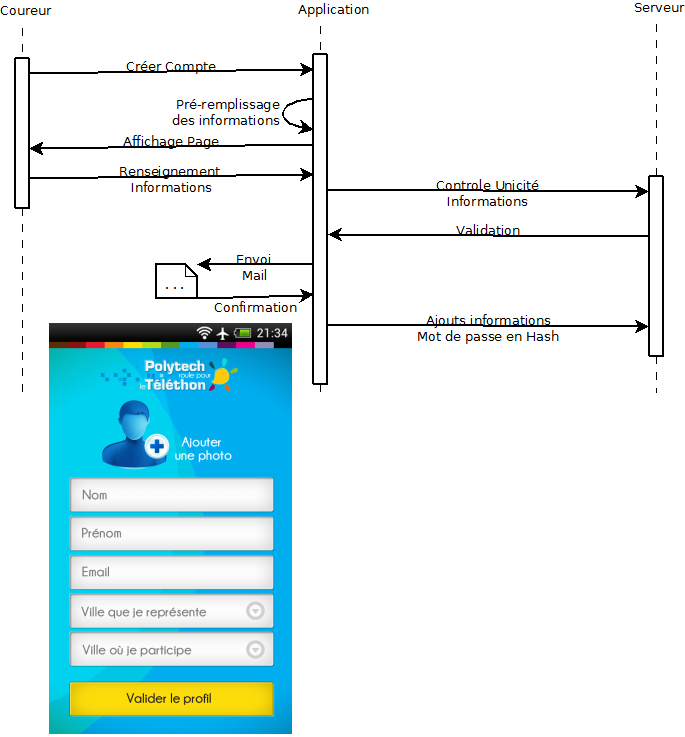 Coureur
Application
Serveur
Créer Compte
Pré-remplissage
des informations
Affichage Page
Renseignement
Informations
Controle Unicité
Informations
Validation
Envoi
Mail
...
Confirmation
Ajouts informations
Mot de passe en Hash
21:34
Polytech
roule pour
le Téléthon
Ajouter
une photo
Nom
Prénom
Email
Ville que je représente
Ville où je participe
Valider le profil